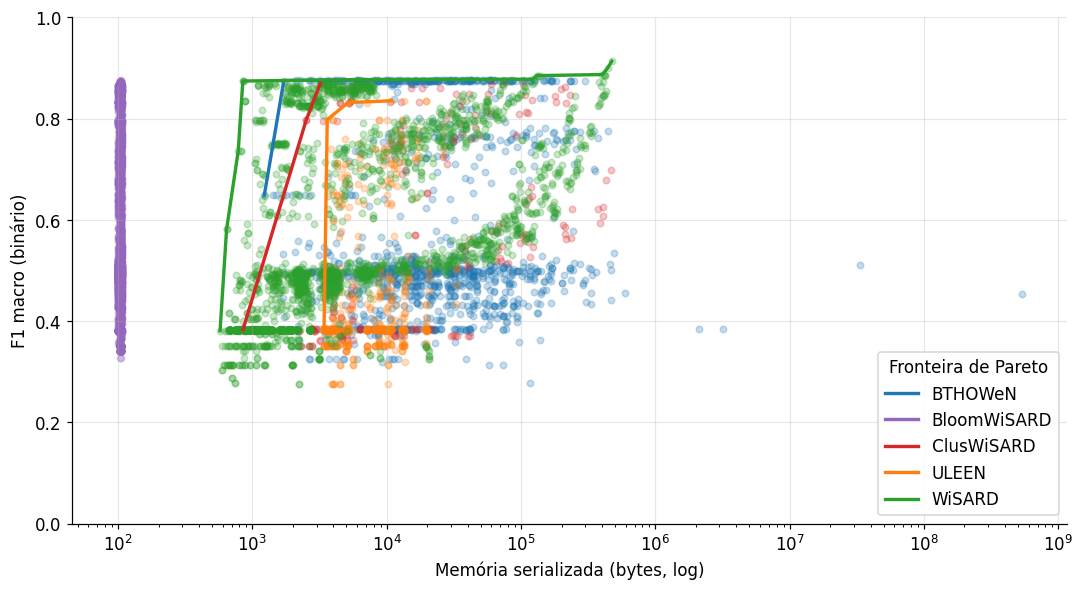 1.0
0.8
0.6
0.4
0.2
0.0
F1 macro (binário)
10² 10³ 10⁴ 10⁵ 10⁶ 10⁷ 10⁸ 10⁹
Memória serializada (bytes, log)
Fronteira de Pareto
BTHOWeN
BloomWiSARD
ClusWiSARD
ULEEN
WiSARD